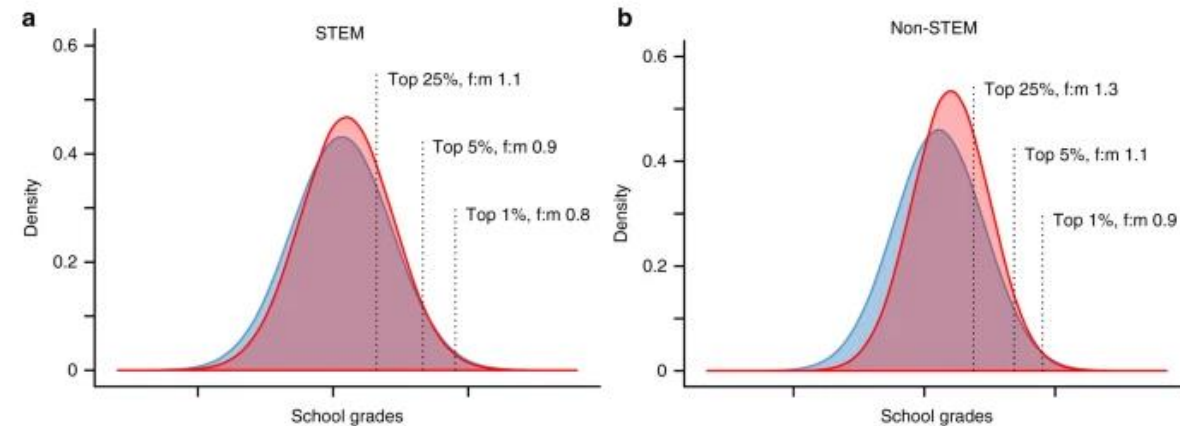 a
STEM
0.6
0.4
0.2
0
Density
Top 25%, f:m 1.1
Top 5%, f:m 0.9
Top 1%, f:m 0.8
School grades
b
Non-STEM
0.6
0.4
0.2
0
Density
Top 25%, f:m 1.3
Top 5%, f:m 1.1
Top 1%, f:m 0.9
School grades